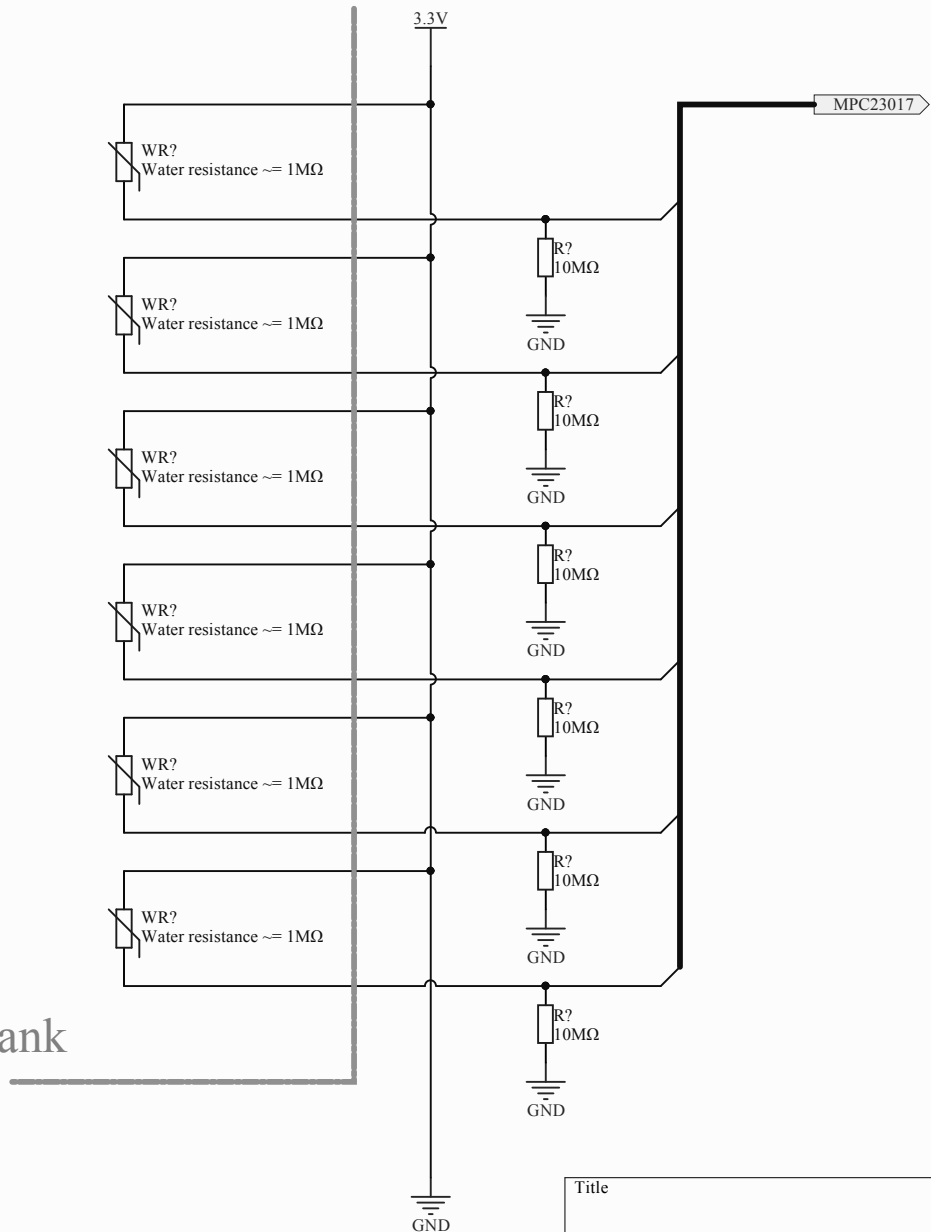 3.3V
MPC23017
WR?
Water resistance ~= 1MΩ
R?
10MΩ
GND
WR?
Water resistance ~= 1MΩ
R?
10MΩ
GND
WR?
Water resistance ~= 1MΩ
R?
10MΩ
GND
WR?
Water resistance ~= 1MΩ
R?
10MΩ
GND
WR?
Water resistance ~= 1MΩ
R?
10MΩ
GND
WR?
Water resistance ~= 1MΩ
R?
10MΩ
GND
ank
GND
Title